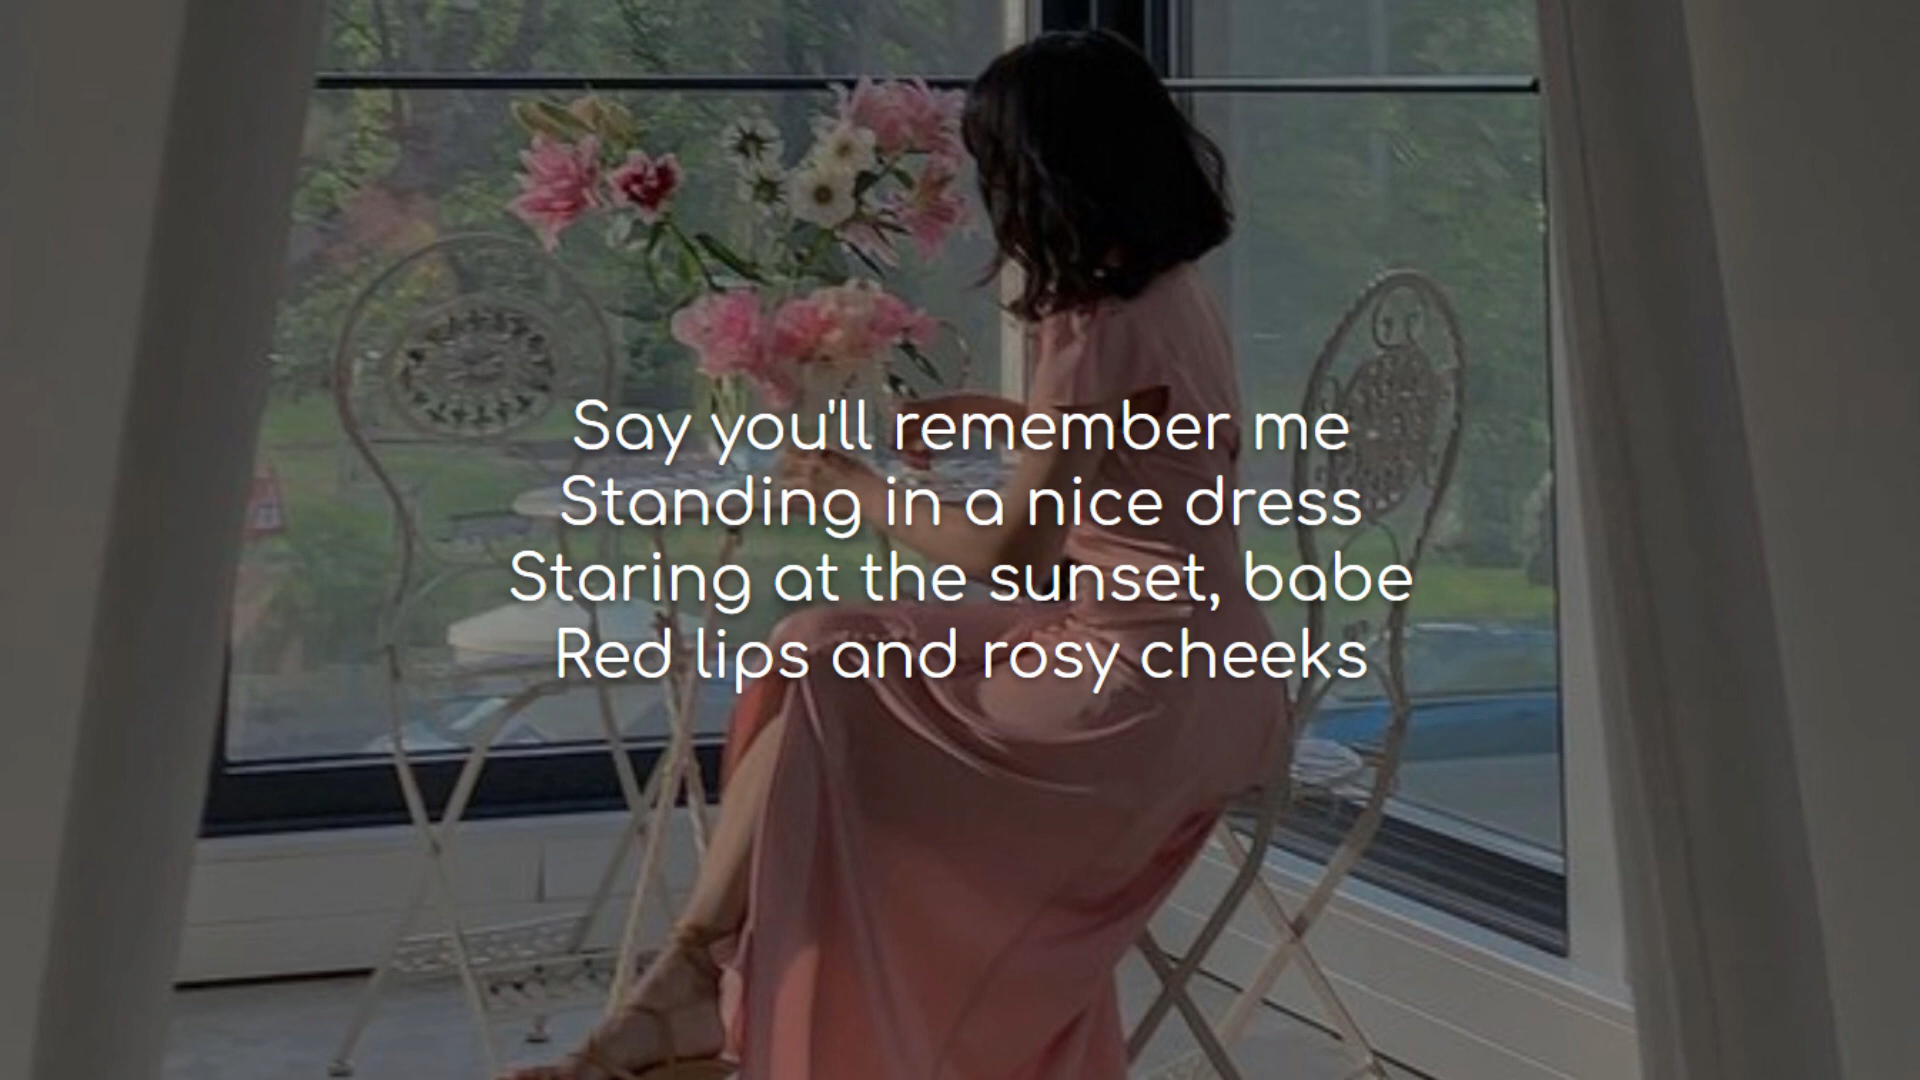 Say you'll remember me
Standing in a nice dress
Staring at the sunset, babe
Red lips and rosy cheeks